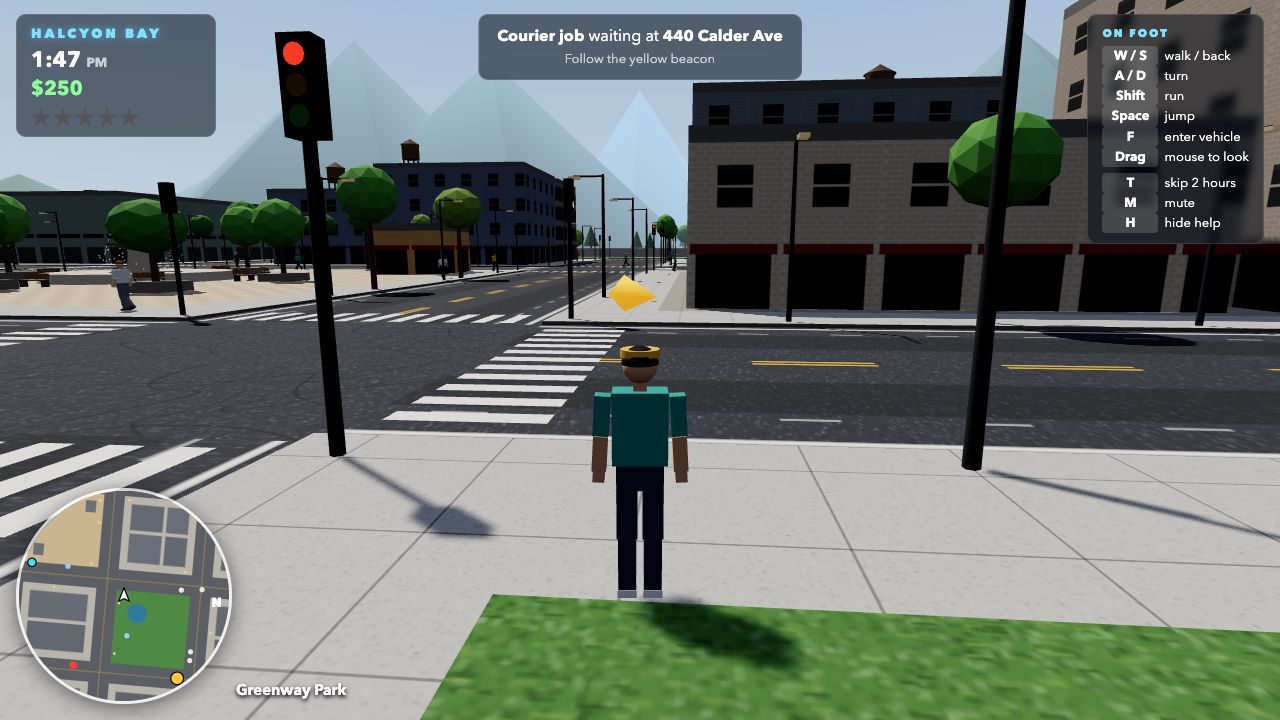 HALCYON BAY
1:47 PM
$250
Courier job waiting at 440 Calder Ave
Follow the yellow beacon
ON FOOT
W / S walk / back
A / D turn
Shift run
Space jump
F enter vehicle
Drag mouse to look
T skip 2 hours
M mute
H hide help
N
Greenway Park